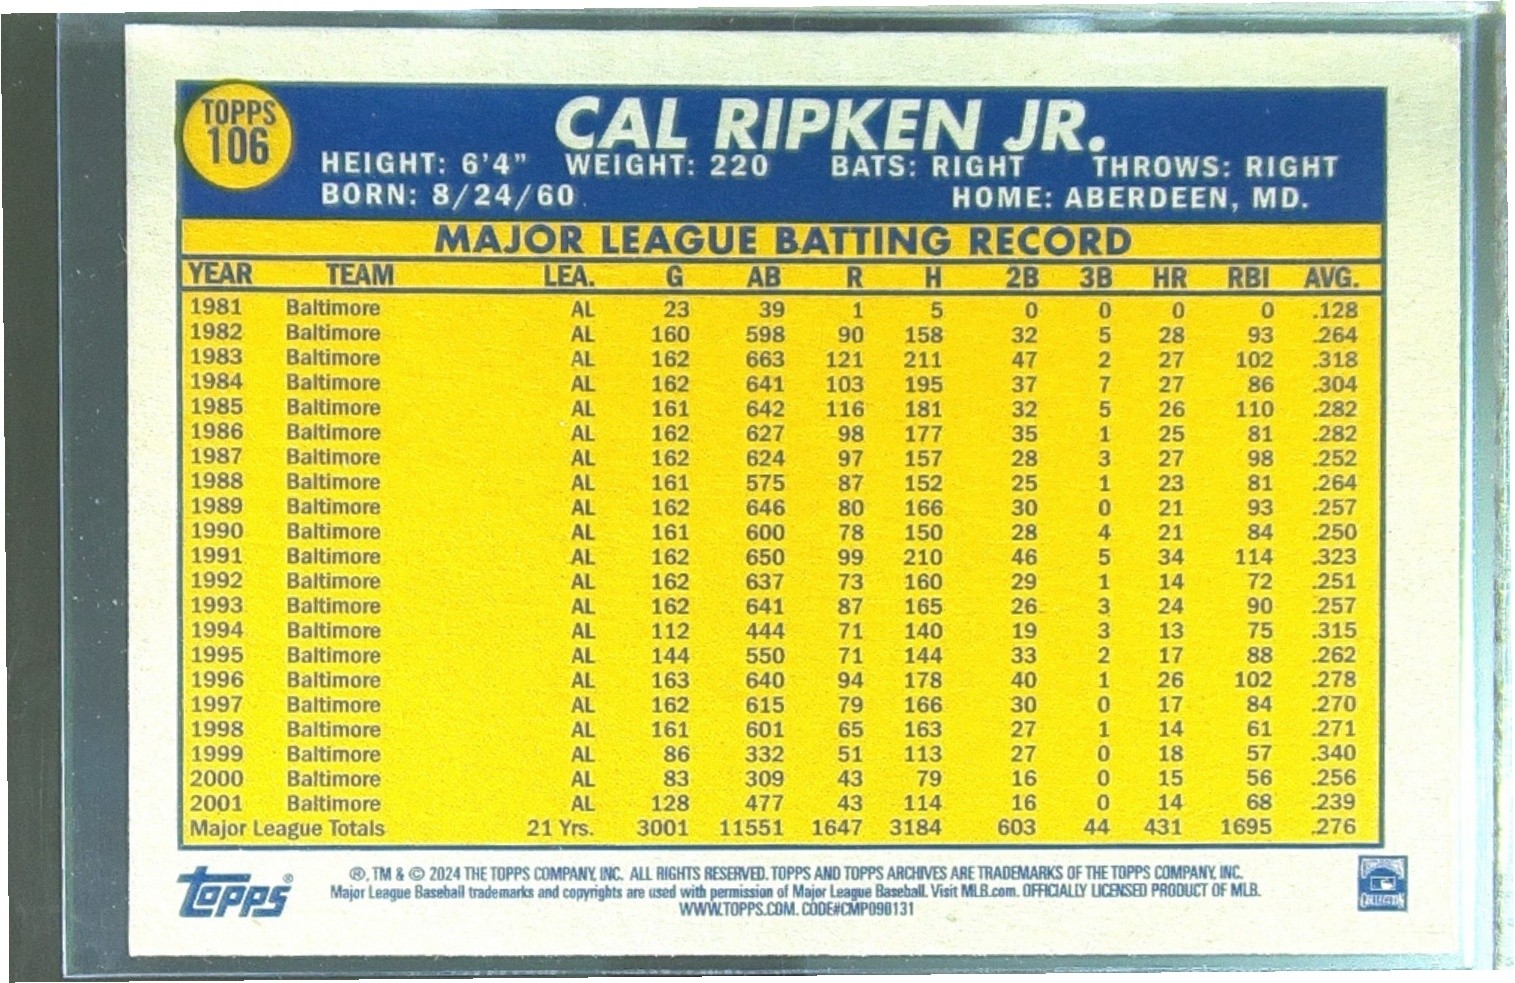 TOPPS
106
CAL RIPKEN JR.
HEIGHT: 6'4" WEIGHT: 220 BATS: RIGHT THROWS: RIGHT
BORN: 8/24/60 HOME: ABERDEEN, MD.
MAJOR LEAGUE BATTING RECORD
YEAR TEAM LEA. G AB R H 2B 3B HR RBI AVG.
1981 Baltimore AL 23 39 1 5 0 0 0 0 .128
1982 Baltimore AL 160 598 90 158 32 5 28 93 .264
1983 Baltimore AL 162 663 121 211 47 2 27 102 .318
1984 Baltimore AL 162 641 103 195 37 7 27 86 .304
1985 Baltimore AL 161 642 116 181 32 5 26 110 .282
1986 Baltimore AL 162 627 98 177 35 1 25 81 .282
1987 Baltimore AL 162 624 97 157 28 3 27 98 .252
1988 Baltimore AL 161 575 87 152 25 1 23 81 .264
1989 Baltimore AL 162 646 80 166 30 0 21 93 .257
1990 Baltimore AL 161 600 78 150 28 4 21 84 .250
1991 Baltimore AL 162 650 99 210 46 5 34 114 .323
1992 Baltimore AL 162 637 73 160 29 1 14 72 .251
1993 Baltimore AL 162 641 87 165 26 3 24 90 .257
1994 Baltimore AL 112 444 71 140 19 3 13 75 .315
1995 Baltimore AL 144 550 71 144 33 2 17 88 .262
1996 Baltimore AL 163 640 94 178 40 1 26 102 .278
1997 Baltimore AL 162 615 79 166 30 0 17 84 .270
1998 Baltimore AL 161 601 65 163 27 1 14 61 .271
1999 Baltimore AL 86 332 51 113 27 0 18 57 .340
2000 Baltimore AL 83 309 43 79 16 0 15 56 .256
2001 Baltimore AL 128 477 43 114 16 0 14 68 .239
Major League Totals 21 Yrs. 3001 11551 1647 3184 603 44 431 1695 .276
®, TM & © 2024 THE TOPPS COMPANY, INC. ALL RIGHTS RESERVED. TOPPS AND TOPPS ARCHIVES ARE TRADEMARKS OF THE TOPPS COMPANY, INC.
Major League Baseball trademarks and copyrights are used with permission of Major League Baseball. Visit MLB.com. OFFICIALLY LICENSED PRODUCT OF MLB.
WWW.TOPPS.COM. CODE#CMP090131
Topps®
COLLECTION